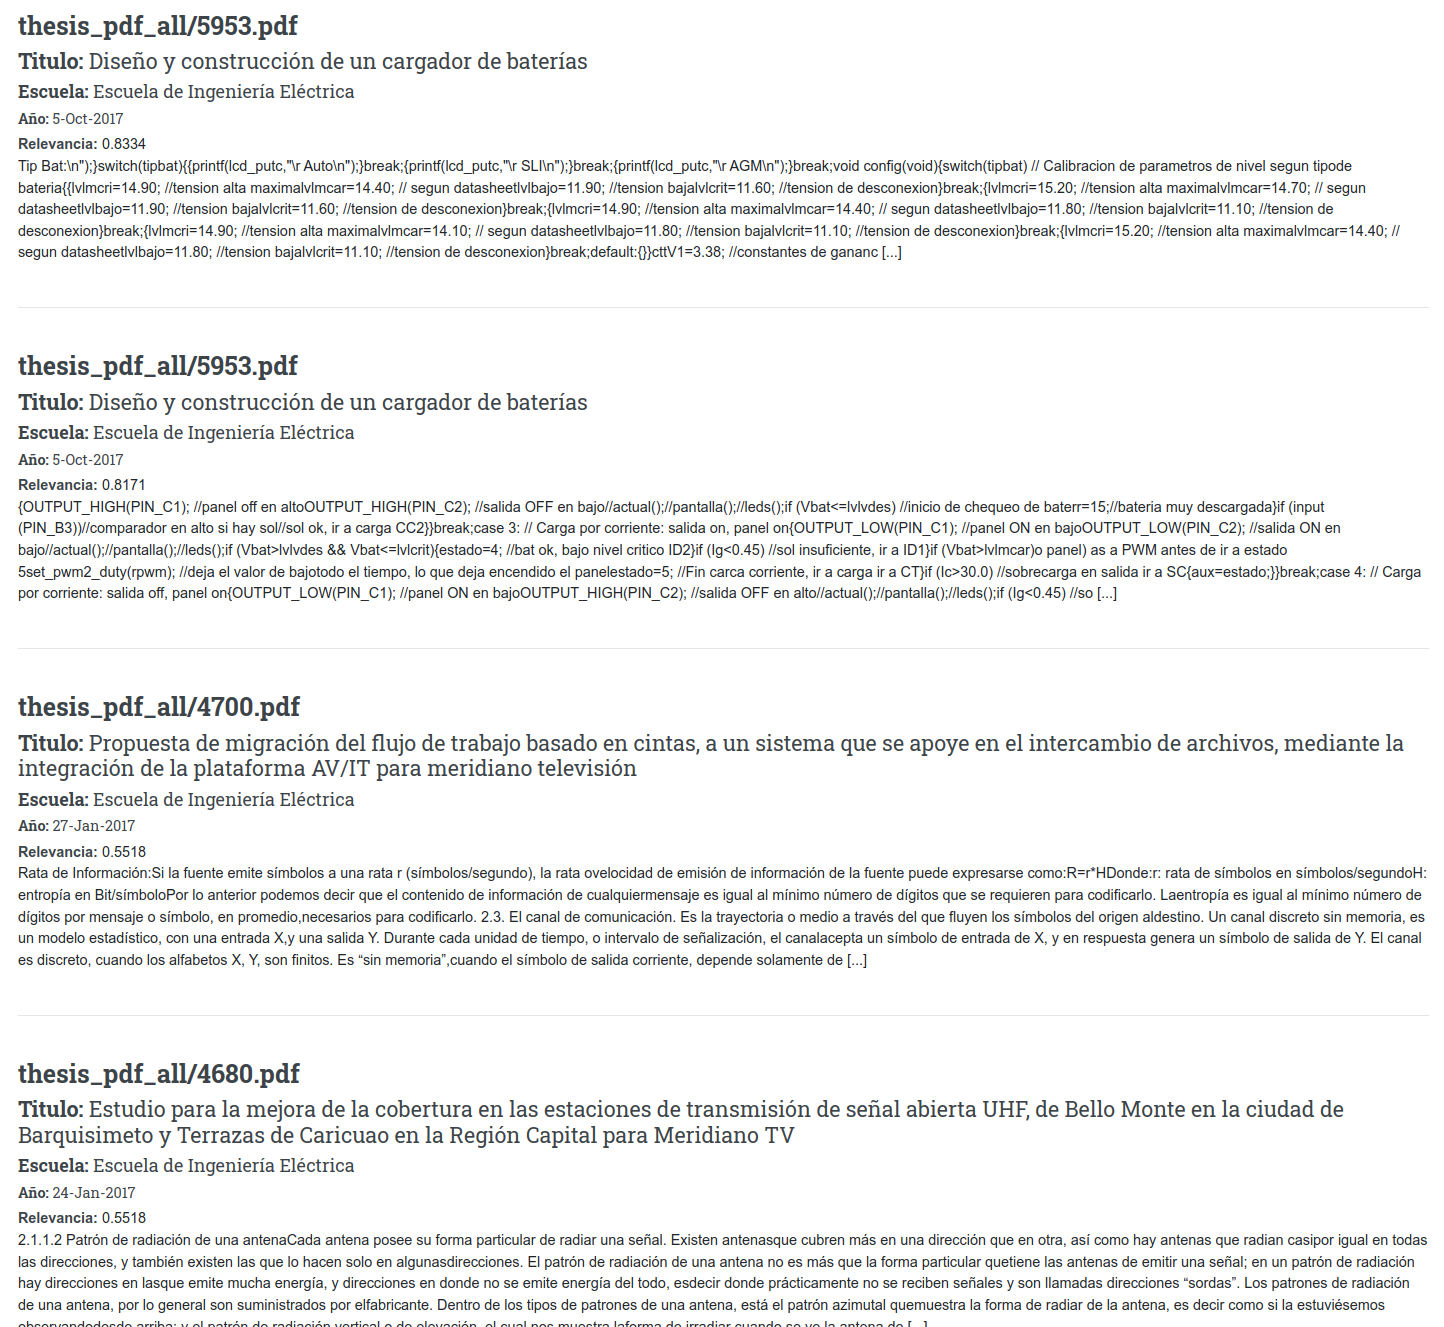 thesis_pdf_all/5953.pdf
Titulo: Diseño y construcción de un cargador de baterías
Escuela: Escuela de Ingeniería Eléctrica
Año: 5-Oct-2017
Relevancia: 0.8334
Tip Bat:\n");}switch(tipbat){{printf(lcd_putc,"\r Auto\n");}break;{printf(lcd_putc,"\r SLI\n");}break;{printf(lcd_putc,"\r AGM\n");}break;void config(void){switch(tipbat) // Calibracion de parametros de nivel segun tipode
bateria{{lvlmcri=14.90; //tension alta maximalvlmcar=14.40; // segun datasheetlvlbajo=11.90; //tension bajalvlcrit=11.60; //tension de desconexion}break;{lvlmcri=15.20; //tension alta maximalvlmcar=14.70; // segun
datasheetlvlbajo=11.90; //tension bajalvlcrit=11.60; //tension de desconexion}break;{lvlmcri=14.90; //tension alta maximalvlmcar=14.40; // segun datasheetlvlbajo=11.80; //tension bajalvlcrit=11.10; //tension de
desconexion}break;{lvlmcri=14.90; //tension alta maximalvlmcar=14.10; // segun datasheetlvlbajo=11.80; //tension bajalvlcrit=11.10; //tension de desconexion}break;{lvlmcri=15.20; //tension alta maximalvlmcar=14.40; //
segun datasheetlvlbajo=11.80; //tension bajalvlcrit=11.10; //tension de desconexion}break;default:{}}cttV1=3.38; //constantes de gananc [...]
thesis_pdf_all/5953.pdf
Titulo: Diseño y construcción de un cargador de baterías
Escuela: Escuela de Ingeniería Eléctrica
Año: 5-Oct-2017
Relevancia: 0.8171
{OUTPUT_HIGH(PIN_C1); //panel off en altoOUTPUT_HIGH(PIN_C2); //salida OFF en bajo//actual();//pantalla();//leds();if (Vbat<=lvlvdes) //inicio de chequeo de baterr=15;//bateria muy descargada}if (input
(PIN_B3))//comparador en alto si hay sol//sol ok, ir a carga CC2}}break;case 3: // Carga por corriente: salida on, panel on{OUTPUT_LOW(PIN_C1); //panel ON en bajoOUTPUT_LOW(PIN_C2); //salida ON en
bajo//actual();//pantalla();//leds();if (Vbat>lvlvdes && Vbat<=lvlcrit){estado=4; //bat ok, bajo nivel critico ID2}if (Ig<0.45) //sol insuficiente, ir a ID1}if (Vbat>lvlmcar)o panel) as a PWM antes de ir a estado
5set_pwm2_duty(rpwm); //deja el valor de bajotodo el tiempo, lo que deja encendido el panelestado=5; //Fin carca corriente, ir a carga ir a CT}if (Ic>30.0) //sobrecarga en salida ir a SC{aux=estado;}}break;case 4: // Carga
por corriente: salida off, panel on{OUTPUT_LOW(PIN_C1); //panel ON en bajoOUTPUT_HIGH(PIN_C2); //salida OFF en alto//actual();//pantalla();//leds();if (Ig<0.45) //so [...]
thesis_pdf_all/4700.pdf
Titulo: Propuesta de migración del flujo de trabajo basado en cintas, a un sistema que se apoye en el intercambio de archivos, mediante la
integración de la plataforma AV/IT para meridiano televisión
Escuela: Escuela de Ingeniería Eléctrica
Año: 27-Jan-2017
Relevancia: 0.5518
Rata de Información:Si la fuente emite símbolos a una rata r (símbolos/segundo), la rata ovelocidad de emisión de información de la fuente puede expresarse como:R=r*HDonde:r: rata de símbolos en símbolos/segundoH:
entropía en Bit/símboloPor lo anterior podemos decir que el contenido de información de cualquiermensaje es igual al mínimo número de dígitos que se requieren para codificarlo. Laentropía es igual al mínimo número de
dígitos por mensaje o símbolo, en promedio,necesarios para codificarlo. 2.3. El canal de comunicación. Es la trayectoria o medio a través del que fluyen los símbolos del origen aldestino. Un canal discreto sin memoria, es
un modelo estadístico, con una entrada X,y una salida Y. Durante cada unidad de tiempo, o intervalo de señalización, el canalacepta un símbolo de entrada de X, y en respuesta genera un símbolo de salida de Y. El canal
es discreto, cuando los alfabetos X, Y, son finitos. Es “sin memoria”,cuando el símbolo de salida corriente, depende solamente de [...]
thesis_pdf_all/4680.pdf
Titulo: Estudio para la mejora de la cobertura en las estaciones de transmisión de señal abierta UHF, de Bello Monte en la ciudad de
Barquisimeto y Terrazas de Caricuao en la Región Capital para Meridiano TV
Escuela: Escuela de Ingeniería Eléctrica
Año: 24-Jan-2017
Relevancia: 0.5518
2.1.1.2 Patrón de radiación de una antenaCada antena posee su forma particular de radiar una señal. Existen antenasque cubren más en una dirección que en otra, así como hay antenas que radian casipor igual en todas
las direcciones, y también existen las que lo hacen solo en algunasdirecciones. El patrón de radiación de una antena no es más que la forma particular quetiene las antenas de emitir una señal; en un patrón de radiación
hay direcciones en lasque emite mucha energía, y direcciones en donde no se emite energía del todo, esdecir donde prácticamente no se reciben señales y son llamadas direcciones “sordas”. Los patrones de radiación
de una antena, por lo general son suministrados por elfabricante. Dentro de los tipos de patrones de una antena, está el patrón azimutal quemuestra la forma de radiar de la antena, es decir como si la estuviésemos
observandodesde arriba; y el patrón de radiación vertical o de elevación, el cual nos muestra laforma de irradiar cuando se ve la antena de [...]